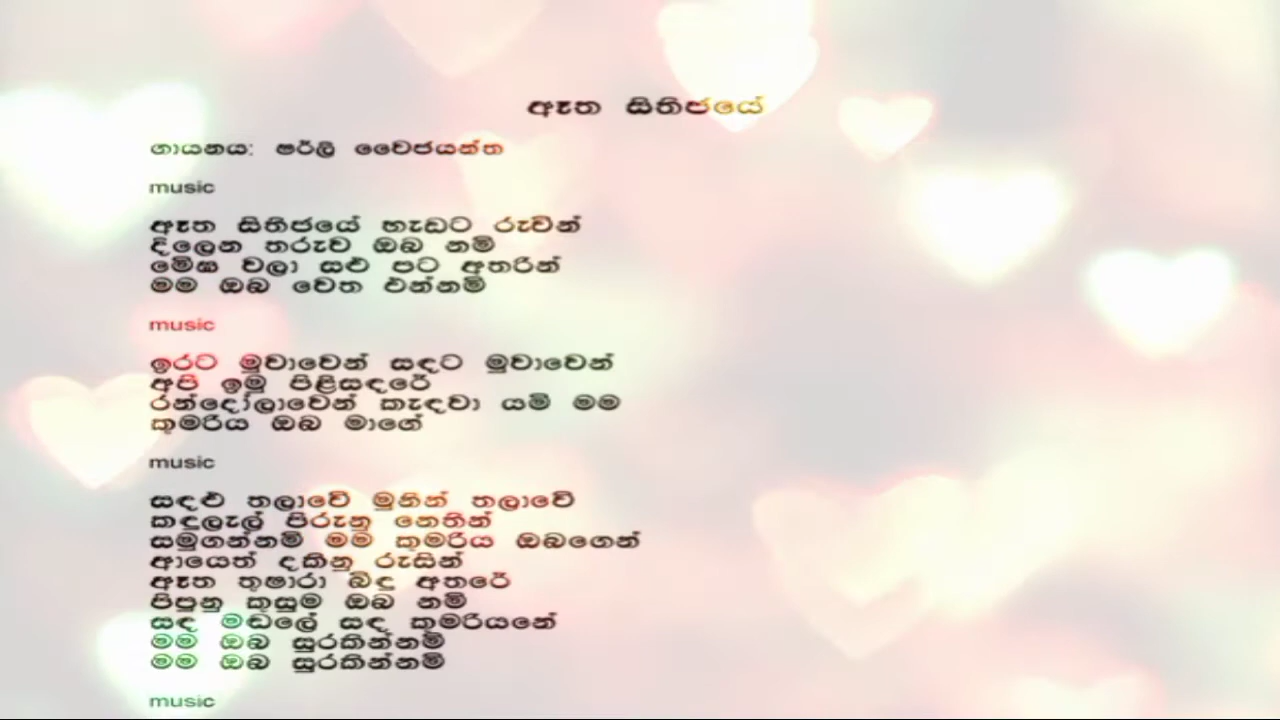 ඈත සිතිජයේ
ගායනය: ෂර්ලි වෛජයන්ත
music
ඈත සිතිජයේ හැඩට රුවින්
දිලෙන තරුව ඔබ නම්
මේඝ වලා සළු පට අතරින්
මම ඔබ වෙත එන්නම්
music
ඉරට මුවාවෙන් සඳට මුවාවෙන්
අපි ඉමු පිළිසඳරේ
රන්දෝලාවෙන් කැඳවා යමි මම
කුමරිය ඔබ මාගේ
music
සඳළු තලාවේ මුනින් තලාවේ
කඳුලැල් පිරුනු නෙතින්
සමුගන්නම් මම කුමරිය ඔබගෙන්
ආයෙත් දකිනු රුසින්
ඈත තුෂාරා බිඳු අතරේ
පිපුනු කුසුම ඔබ නම්
සඳ මඩලේ සඳ කුමරියනේ
මම ඔබ සුරකින්නම්
මම ඔබ සුරකින්නම්
music